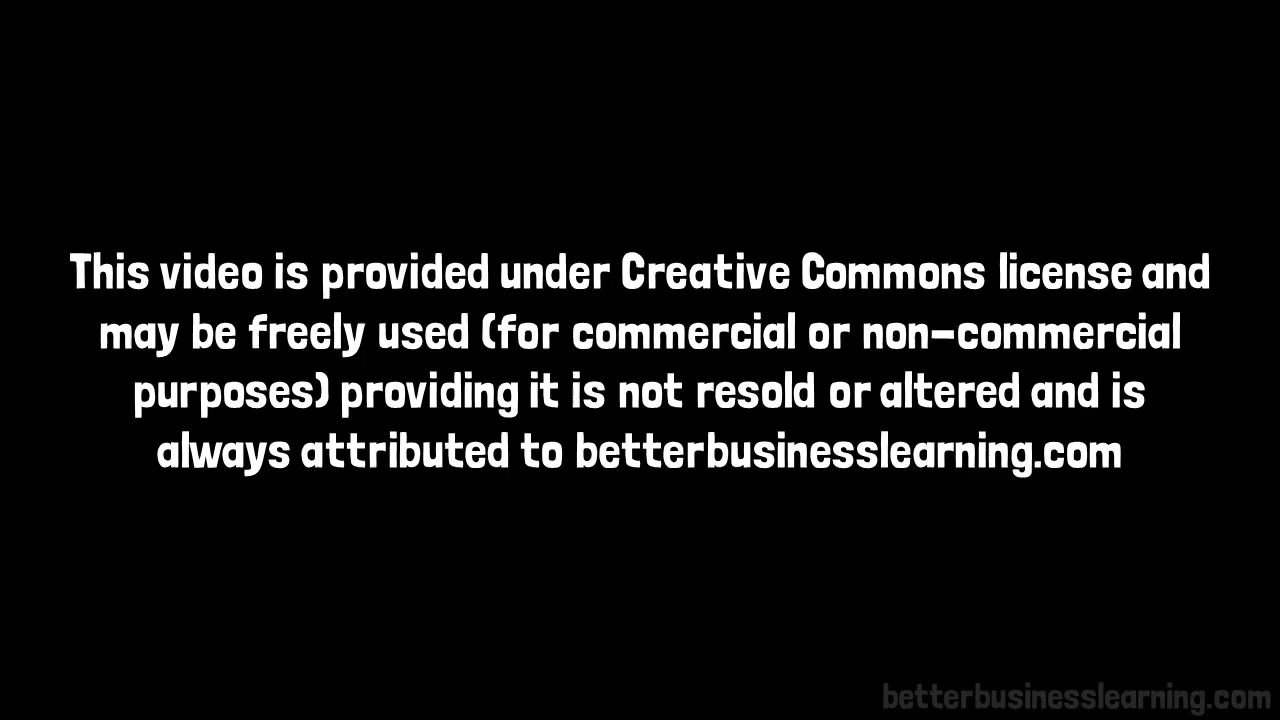 This video is provided under Creative Commons license and
may be freely used (for commercial or non-commercial
purposes) providing it is not resold or altered and is
always attributed to betterbusinesslearning.com
betterbusinesslearning.com